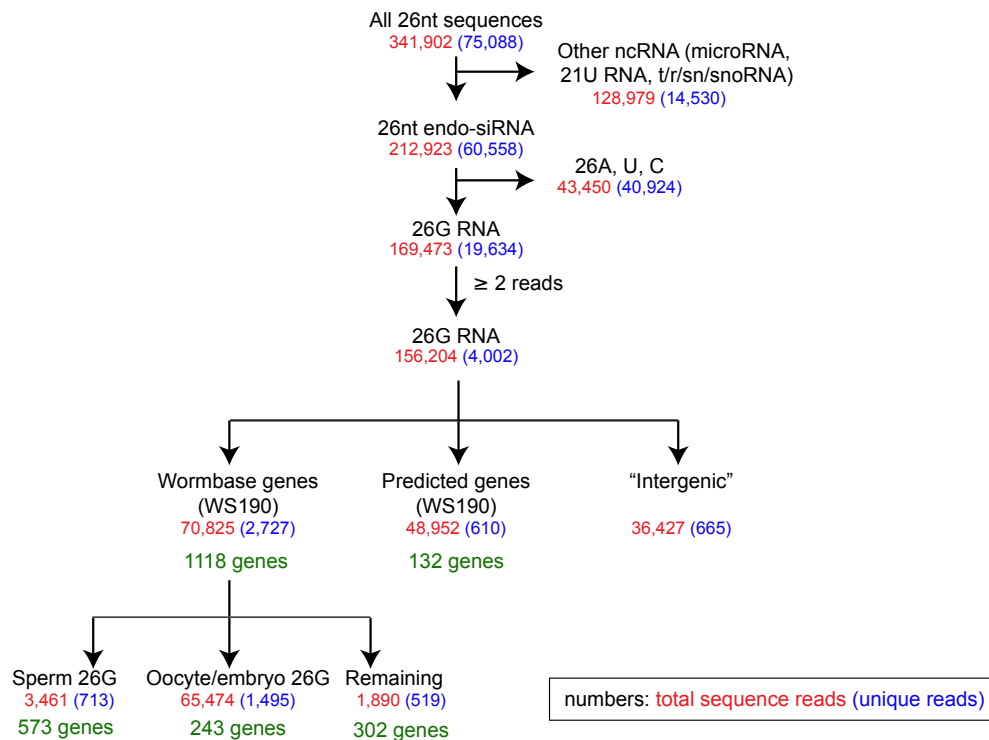 All 26nt sequences
341,902 (75,088)
Other ncRNA (microRNA,
21U RNA, t/r/sn/snoRNA)
128,979 (14,530)
26nt endo-siRNA
212,923 (60,558)
26A, U, C
43,450 (40,924)
26G RNA
169,473 (19,634)
≥ 2 reads
26G RNA
156,204 (4,002)
Wormbase genes
(WS190)
70,825 (2,727)
1118 genes
Predicted genes
(WS190)
48,952 (610)
132 genes
“Intergenic”
36,427 (665)
Sperm 26G
3,461 (713)
573 genes
Oocyte/embryo 26G
65,474 (1,495)
243 genes
Remaining
1,890 (519)
302 genes
numbers: total sequence reads (unique reads)